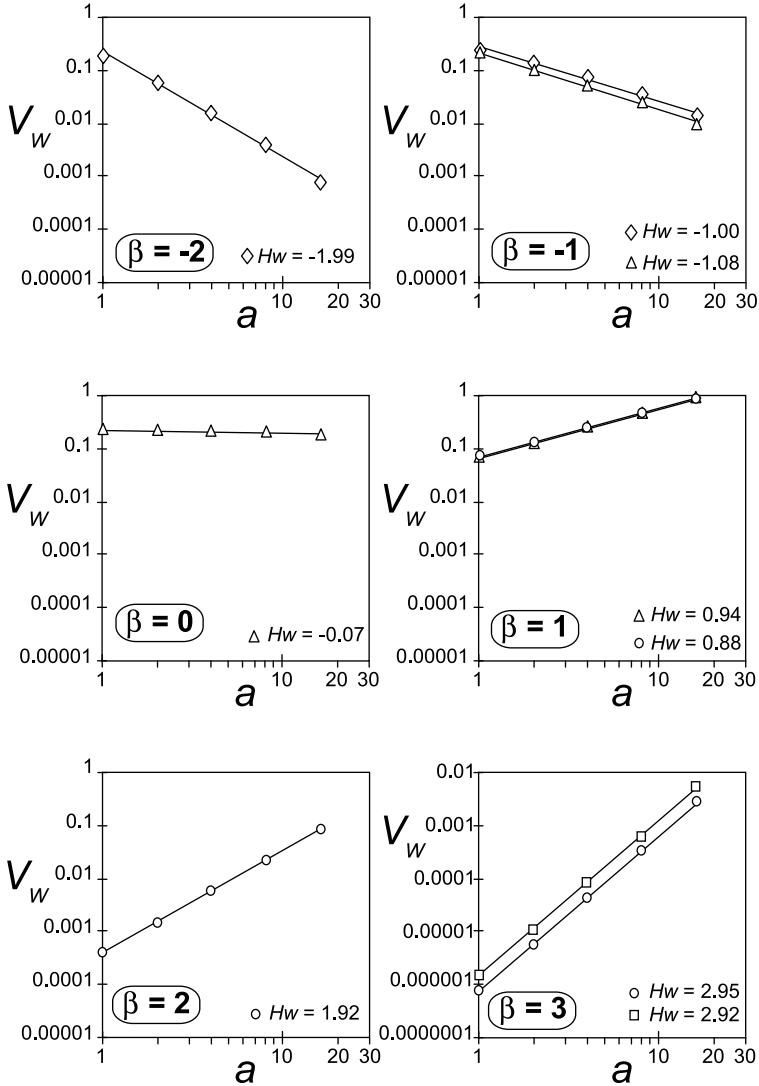 1
0.1
V_W
0.01
0.001
0.0001
β = -2
Hw = -1.99
0.00001
1
10
20
30
a
1
0.1
V_W
0.01
0.001
0.0001
β = -1
Hw = -1.00
Hw = -1.08
0.00001
1
10
20
30
a
1
0.1
V_W
0.01
0.001
0.0001
β = 0
Hw = -0.07
0.00001
1
10
20
30
a
1
0.1
V_W
0.01
0.001
0.0001
β = 1
Hw = 0.94
Hw = 0.88
0.00001
1
10
20
30
a
1
0.1
V_W
0.01
0.001
0.0001
β = 2
Hw = 1.92
0.00001
1
10
20
30
a
0.01
V_W
0.001
0.0001
0.00001
0.000001
β = 3
Hw = 2.95
Hw = 2.92
0.0000001
1
10
20
30
a